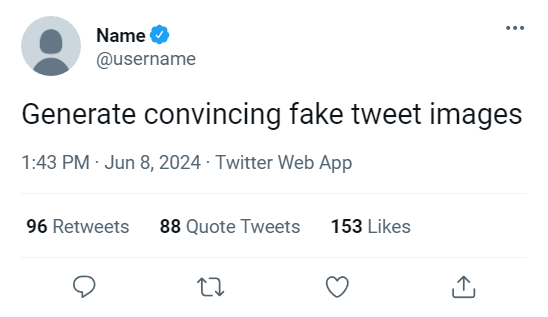 Name
@username
Generate convincing fake tweet images
1:43 PM · Jun 8, 2024 · Twitter Web App
96 Retweets 88 Quote Tweets 153 Likes